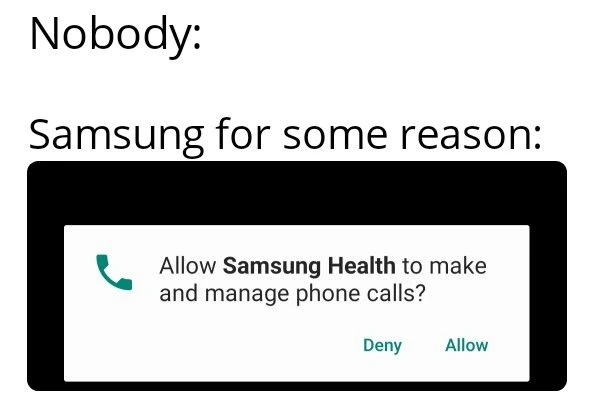 Nobody:
Samsung for some reason:
Allow Samsung Health to make
and manage phone calls?
Deny Allow